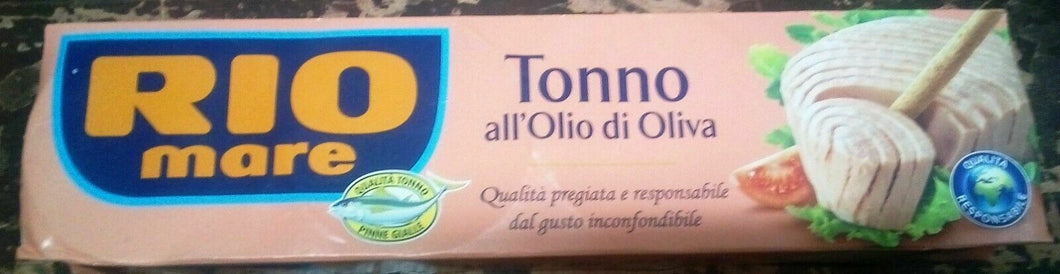 RIO
mare
QUALITÀ TONNO
PINNE GIALLE
Tonno
all'Olio di Oliva
Qualità pregiata e responsabile
dal gusto inconfondibile
QUALITÀ
RESPONSABILE